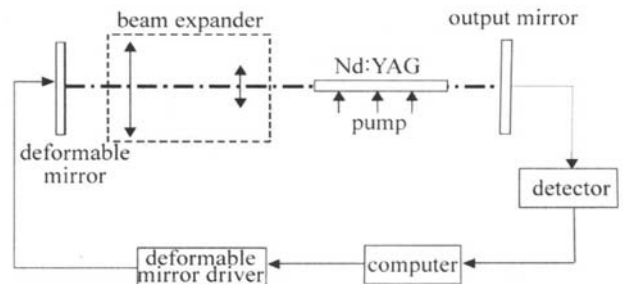 beam expander
output mirror
Nd:YAG
pump
deformable
mirror
detector
deformable
mirror driver
computer